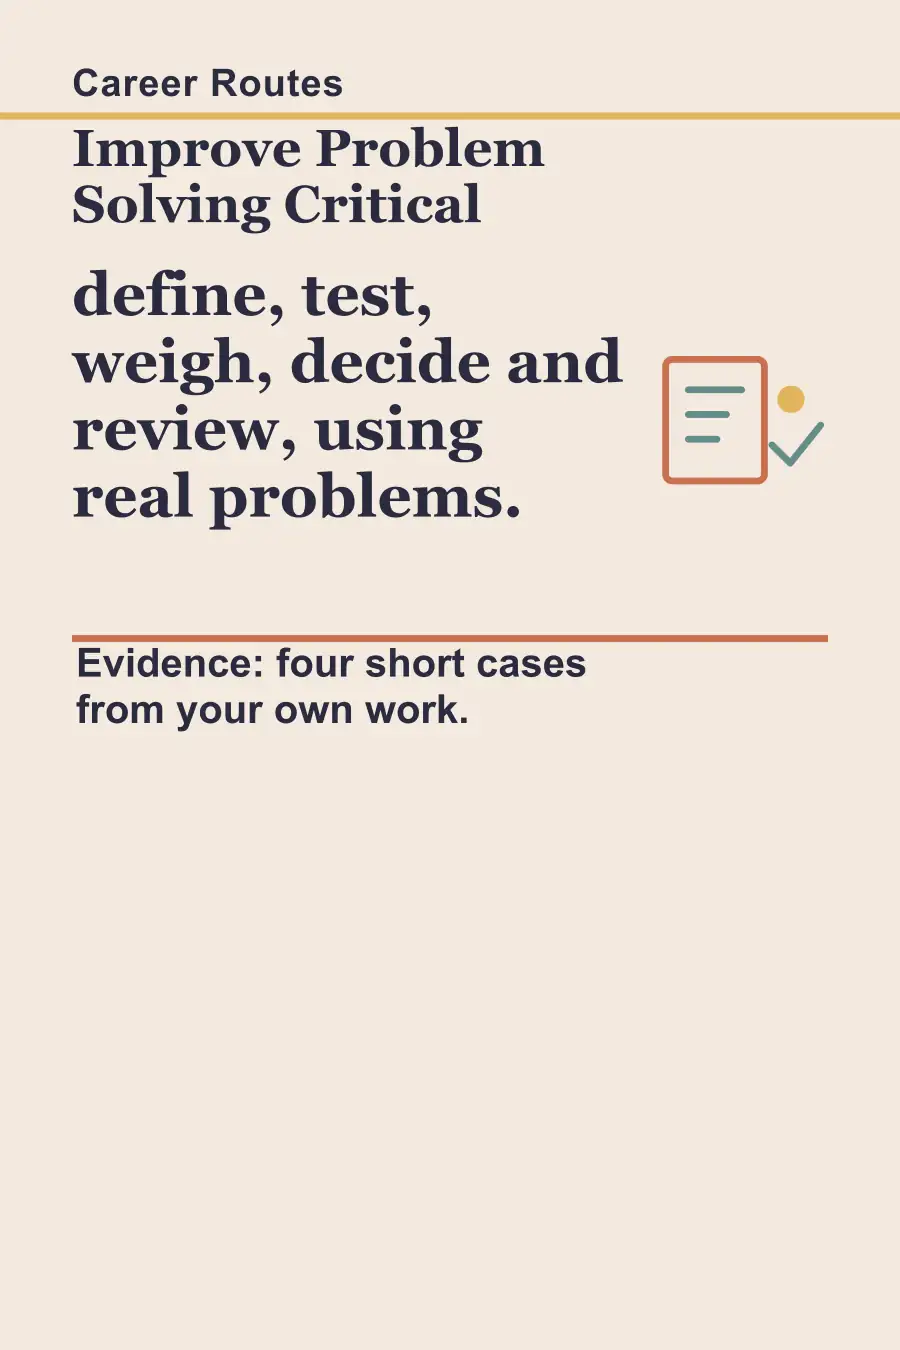 Career Routes
Improve Problem
Solving Critical
define, test,
weigh, decide and
review, using
real problems.
Evidence: four short cases
from your own work.